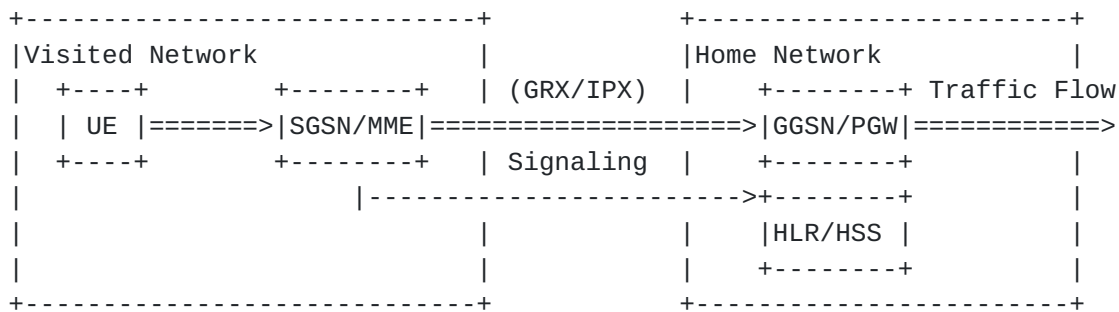 Visited Network Home Network
(GRX/IPX) Traffic Flow
UE SGSN/MME GGSN/PGW
Signaling
HLR/HSS